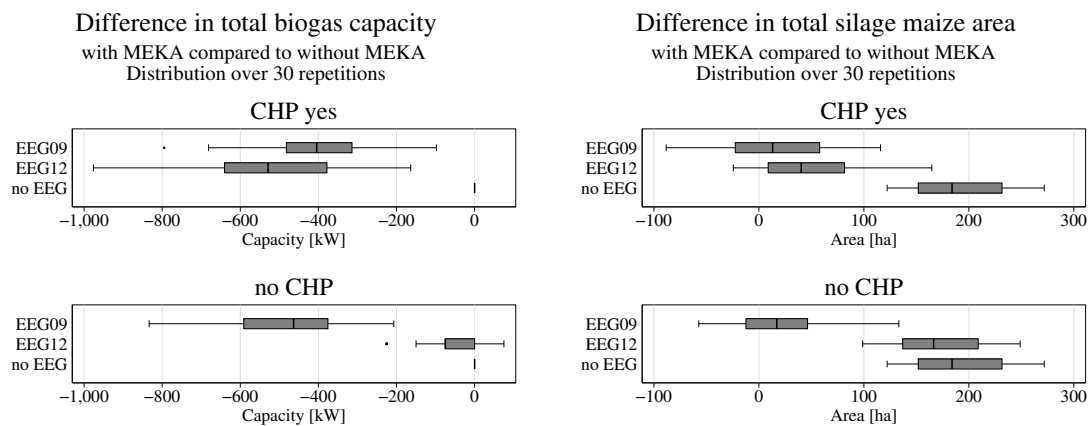 Difference in total biogas capacity
with MEKA compared to without MEKA
Distribution over 30 repetitions
CHP yes
EEG09
EEG12
no EEG
−1,000 −800 −600 −400 −200 0
Capacity [kW]
no CHP
EEG09
EEG12
no EEG
−1,000 −800 −600 −400 −200 0
Capacity [kW]
Difference in total silage maize area
with MEKA compared to without MEKA
Distribution over 30 repetitions
CHP yes
EEG09
EEG12
no EEG
−100 0 100 200 300
Area [ha]
no CHP
EEG09
EEG12
no EEG
−100 0 100 200 300
Area [ha]